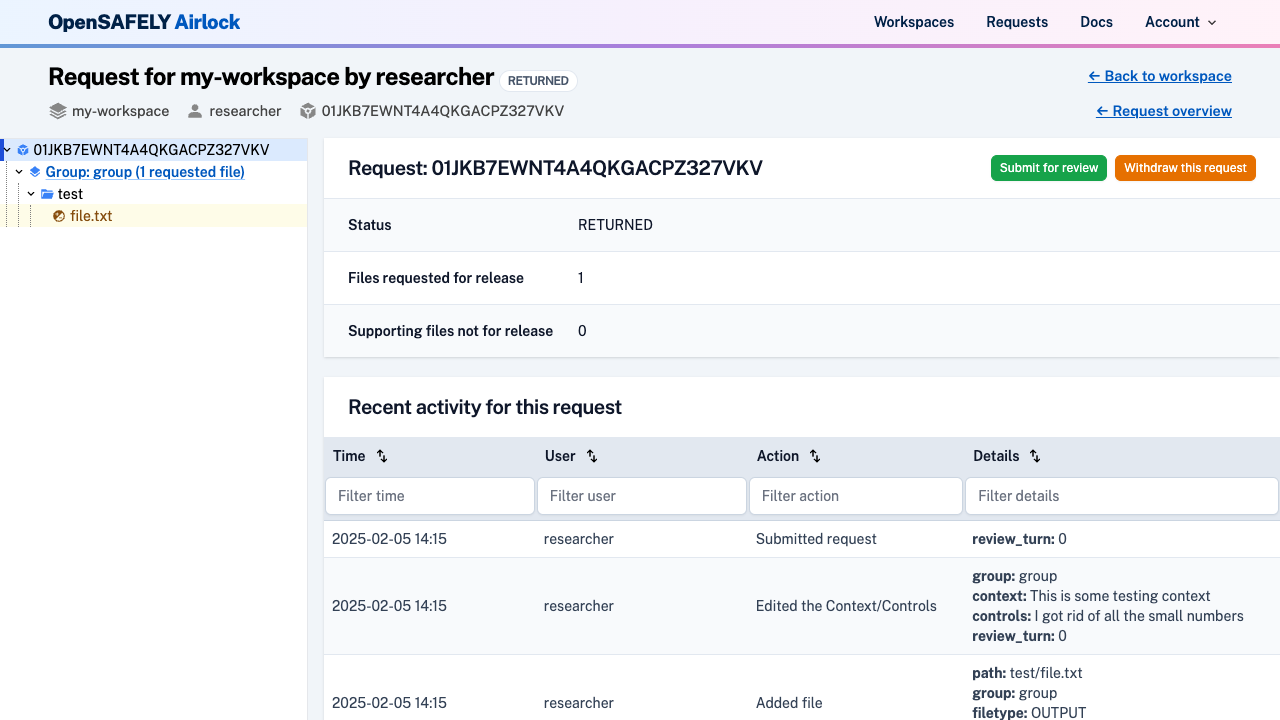 OpenSAFELY Airlock
Workspaces Requests Docs Account
Request for my-workspace by researcher RETURNED
← Back to workspace
my-workspace researcher 01JKB7EWNT4A4QKGACPZ327VKV
← Request overview
01JKB7EWNT4A4QKGACPZ327VKV
Group: group (1 requested file)
test
file.txt
Request: 01JKB7EWNT4A4QKGACPZ327VKV
Submit for review Withdraw this request
Status RETURNED
Files requested for release 1
Supporting files not for release 0
Recent activity for this request
Time User Action Details
Filter time Filter user Filter action Filter details
2025-02-05 14:15 researcher Submitted request review_turn: 0
2025-02-05 14:15 researcher Edited the Context/Controls group: group
context: This is some testing context
controls: I got rid of all the small numbers
review_turn: 0
2025-02-05 14:15 researcher Added file path: test/file.txt
group: group
filetype: OUTPUT